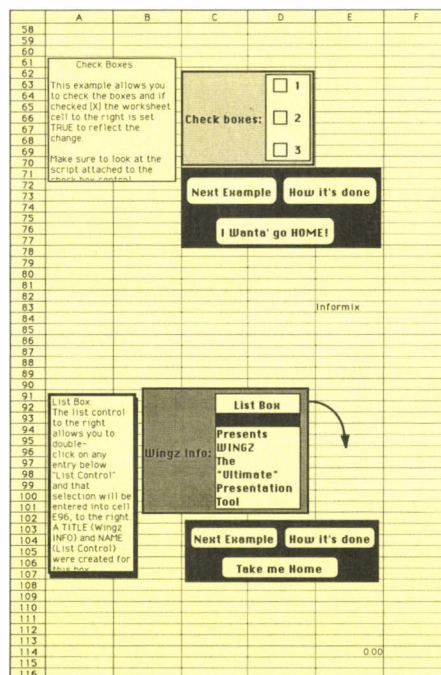 A B C D E F
58
59
60
61
62
63
64
65
66
67
68
69
70
71
72
73
74
75
76
77
78
79
80
81
82
83
84
85
86
87
88
89
90
91
92
93
94
95
96
97
98
99
100
101
102
103
104
105
106
107
108
109
110
111
112
113
114
115
116
Check Boxes
This example allows you
to check the boxes and if
checked [X] the worksheet
cell to the right is set
TRUE to reflect the
change.
Make sure to look at the
script attached to the
check box control
Check boxes:
1
2
3
Next Example How it's done
I Wanta' go HOME!
Informix
List Box.
The list control
to the right
allows you to
double-
click on any
entry below
"List Control"
and that
selection will be
entered into cell
E96, to the right.
A TITLE (Wingz
INFO) and NAME
(List Control)
were created for
this box
Wingz Info:
List Box
Presents
WINGZ
The
"Ultimate"
Presentation
Tool
Next Example How it's done
Take me Home
0.00